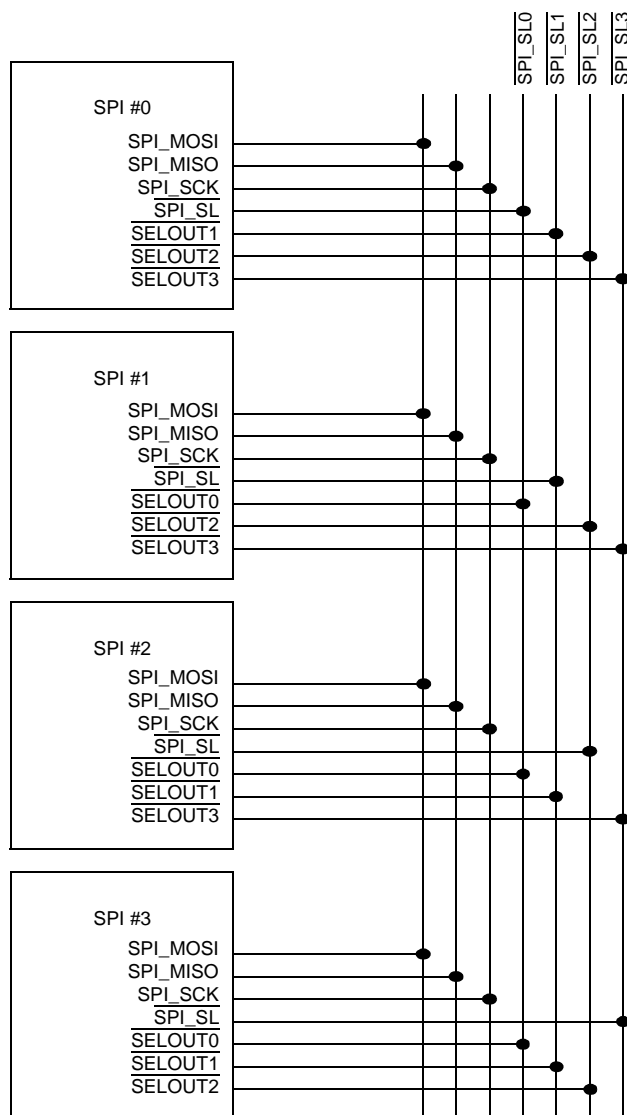 SPI_SL0
SPI_SL1
SPI_SL2
SPI_SL3
SPI #0
SPI_MOSI
SPI_MISO
SPI_SCK
SPI_SL
SELOUT1
SELOUT2
SELOUT3
SPI #1
SPI_MOSI
SPI_MISO
SPI_SCK
SPI_SL
SELOUT0
SELOUT2
SELOUT3
SPI #2
SPI_MOSI
SPI_MISO
SPI_SCK
SPI_SL
SELOUT0
SELOUT1
SELOUT3
SPI #3
SPI_MOSI
SPI_MISO
SPI_SCK
SPI_SL
SELOUT0
SELOUT1
SELOUT2